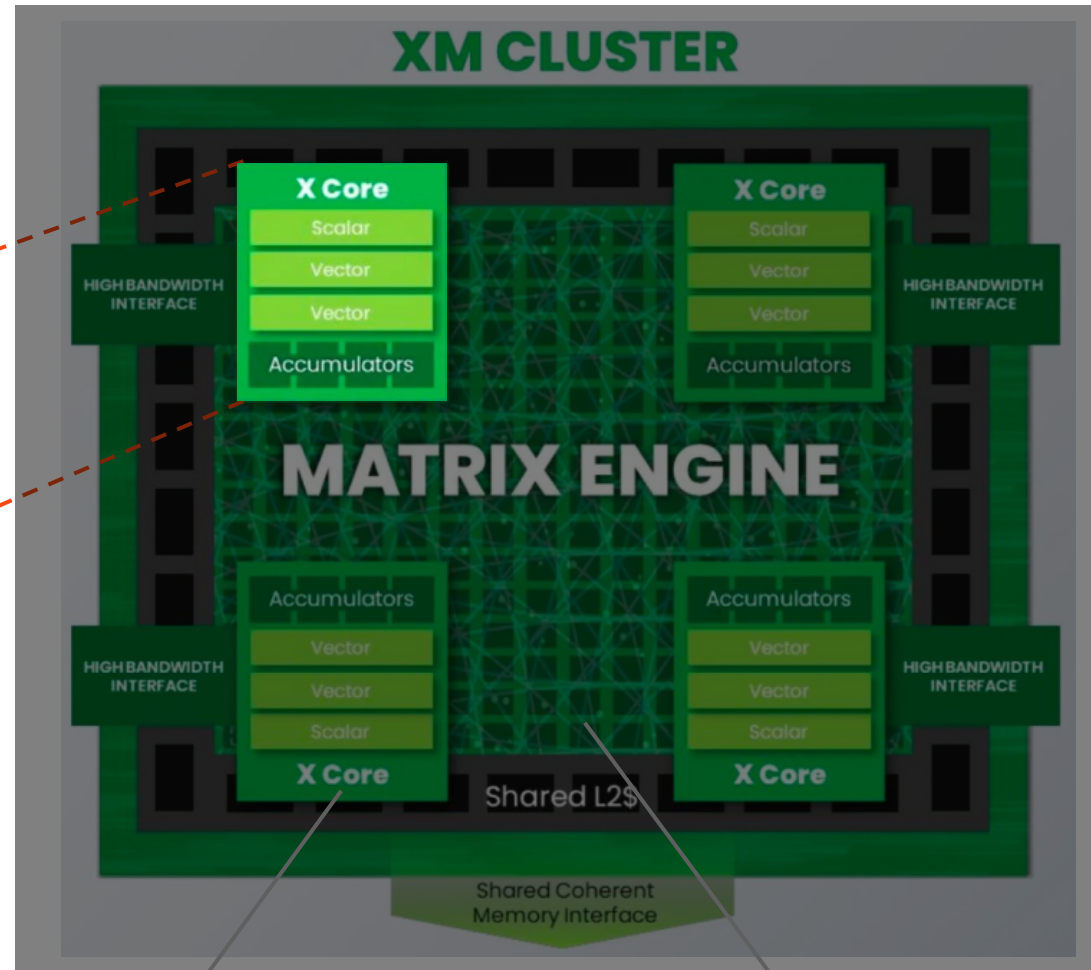 XM CLUSTER
X Core
Scalar
Vector
Vector
Accumulators
X Core
Scalar
Vector
Vector
Accumulators
HIGH BANDWIDTH
INTERFACE
HIGH BANDWIDTH
INTERFACE
MATRIX ENGINE
Accumulators
Vector
Vector
Scalar
X Core
Accumulators
Vector
Vector
Scalar
X Core
HIGH BANDWIDTH
INTERFACE
HIGH BANDWIDTH
INTERFACE
Shared L2$
Shared Coherent
Memory Interface